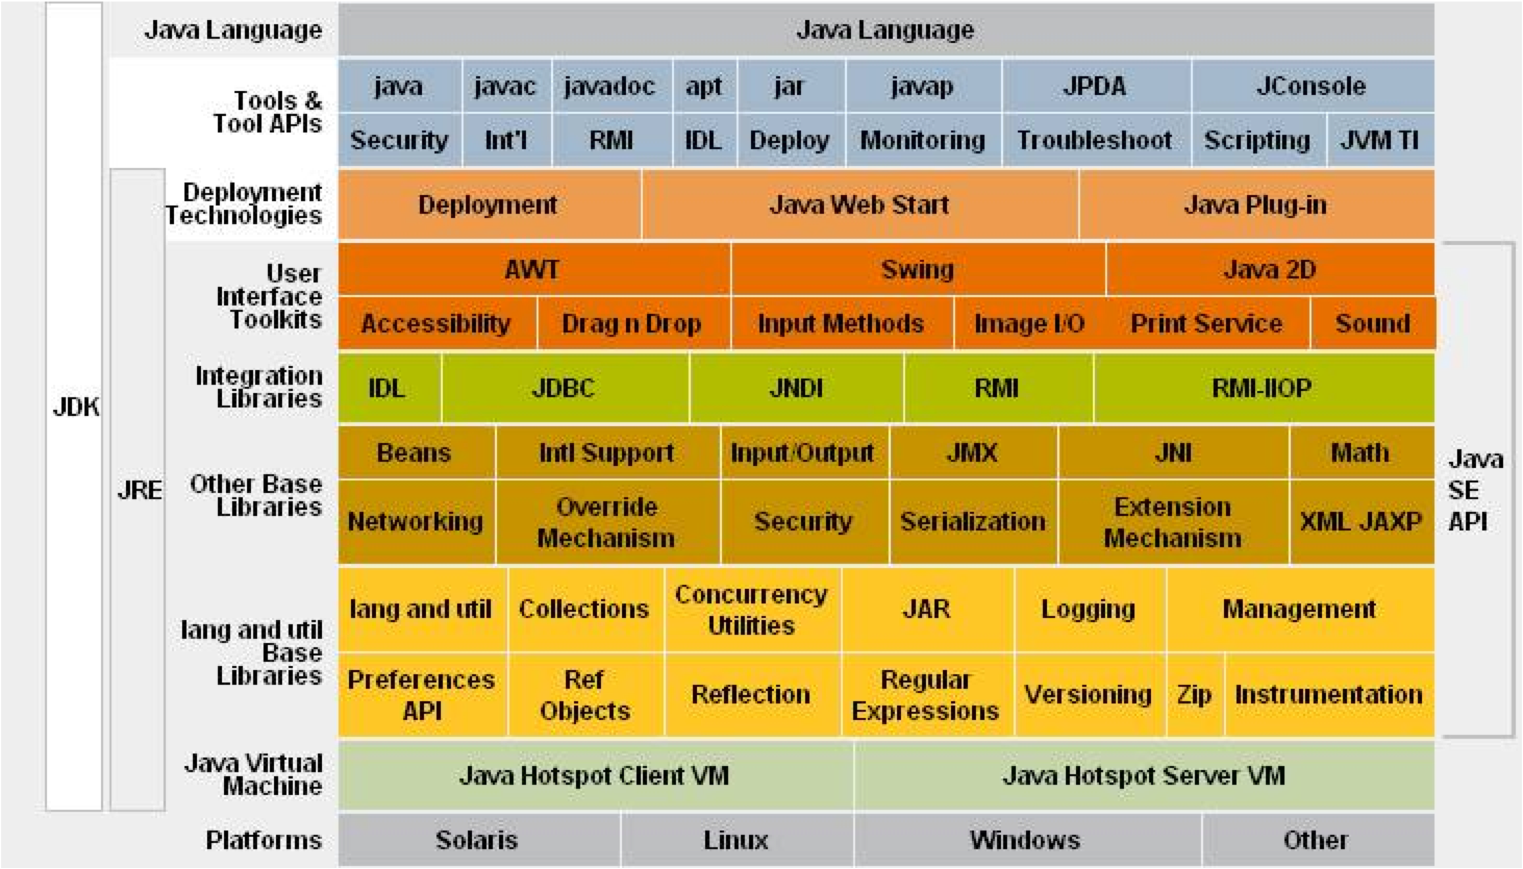 Java Language
Java Language
Tools &
Tool APIs
java javac javadoc apt jar javap JPDA JConsole
Security Int'l RMI IDL Deploy Monitoring Troubleshoot Scripting JVM TI
Deployment
Technologies
Deployment Java Web Start Java Plug-in
User
Interface
Toolkits
AWT Swing Java 2D
Accessibility Drag n Drop Input Methods Image I/O Print Service Sound
Integration
Libraries
IDL JDBC JNDI RMI RMI-IIOP
JDK
JRE
Other Base
Libraries
Beans Intl Support Input/Output JMX JNI Math
Networking
Override
Mechanism
Security
Serialization
Extension
Mechanism
XML JAXP
Java
SE
API
lang and util
Base
Libraries
lang and util
Collections
Concurrency
Utilities
JAR
Logging
Management
Preferences
API
Ref
Objects
Reflection
Regular
Expressions
Versioning
Zip
Instrumentation
Java Virtual
Machine
Java Hotspot Client VM Java Hotspot Server VM
Platforms
Solaris Linux Windows Other